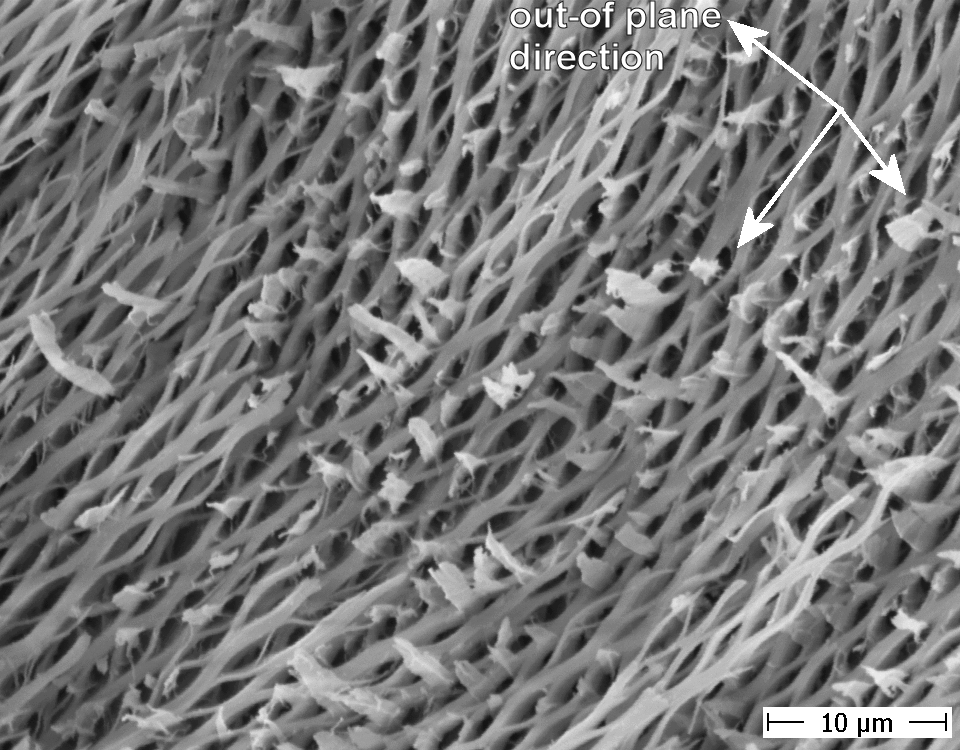 out-of plane
direction
10 µm